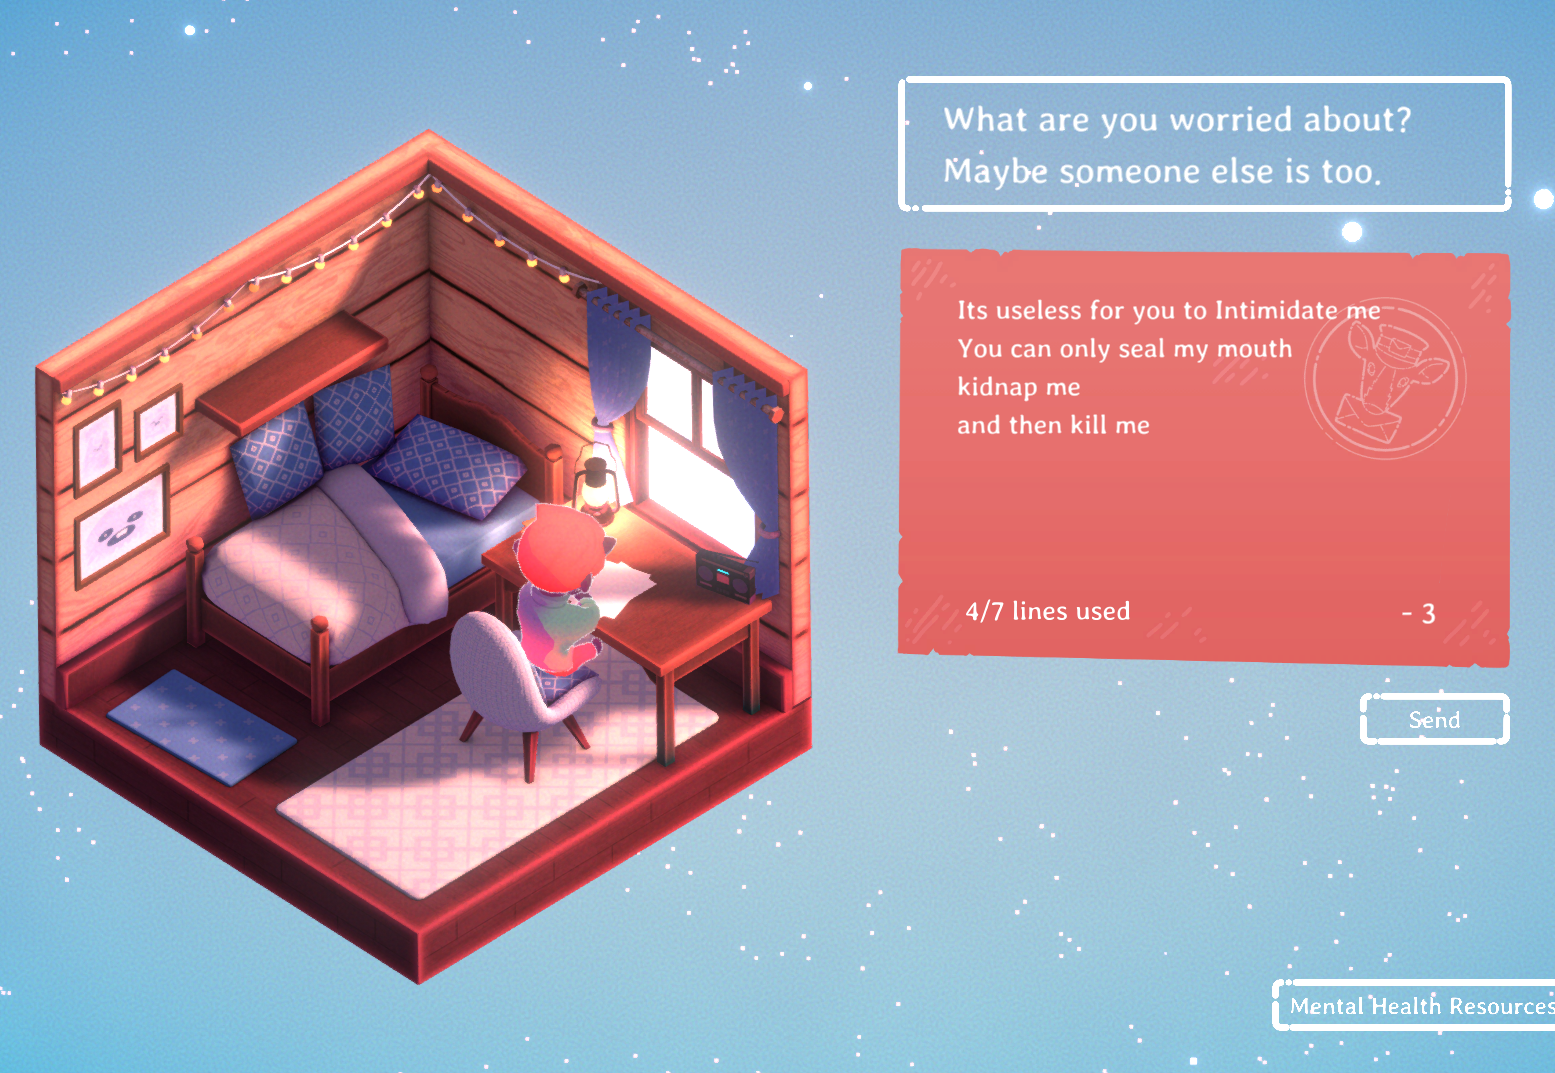 What are you worried about?
Maybe someone else is too.
Its useless for you to Intimidate me
You can only seal my mouth
kidnap me
and then kill me
4/7 lines used
- 3
Send
Mental Health Resources